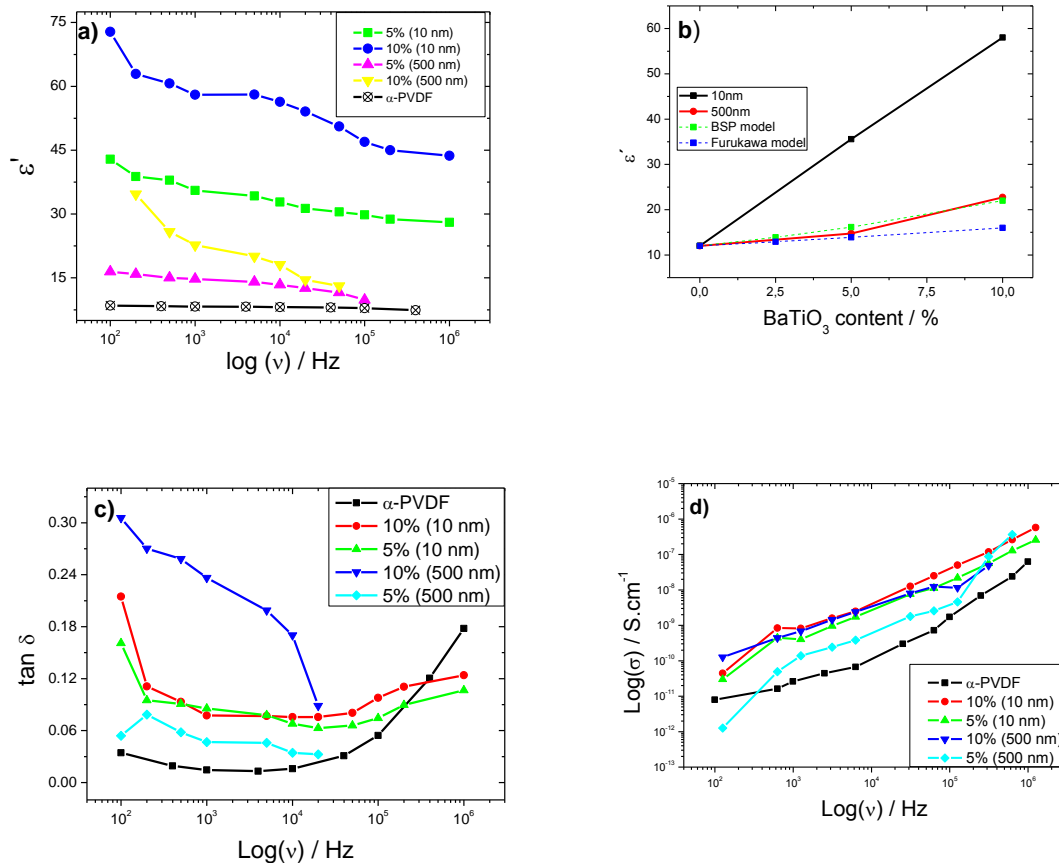 a)
75
60
45
30
15
ε'
5% (10 nm)
10% (10 nm)
5% (500 nm)
10% (500 nm)
α-PVDF
10² 10³ 10⁴ 10⁵ 10⁶
log (ν) / Hz
b)
60
50
40
30
20
10
ε´
10nm
500nm
BSP model
Furukawa model
0,0 2,5 5,0 7,5 10,0
BaTiO₃ content / %
c)
0.30
0.24
0.18
0.12
0.06
0.00
tan δ
α-PVDF
10% (10 nm)
5% (10 nm)
10% (500 nm)
5% (500 nm)
10² 10³ 10⁴ 10⁵ 10⁶
Log(ν) / Hz
d)
10⁻⁵
10⁻⁶
10⁻⁷
10⁻⁸
10⁻⁹
10⁻¹⁰
10⁻¹¹
10⁻¹²
10⁻¹³
Log(σ) / S.cm⁻¹
α-PVDF
10% (10 nm)
5% (10 nm)
10% (500 nm)
5% (500 nm)
10² 10³ 10⁴ 10⁵ 10⁶
Log(ν) / Hz